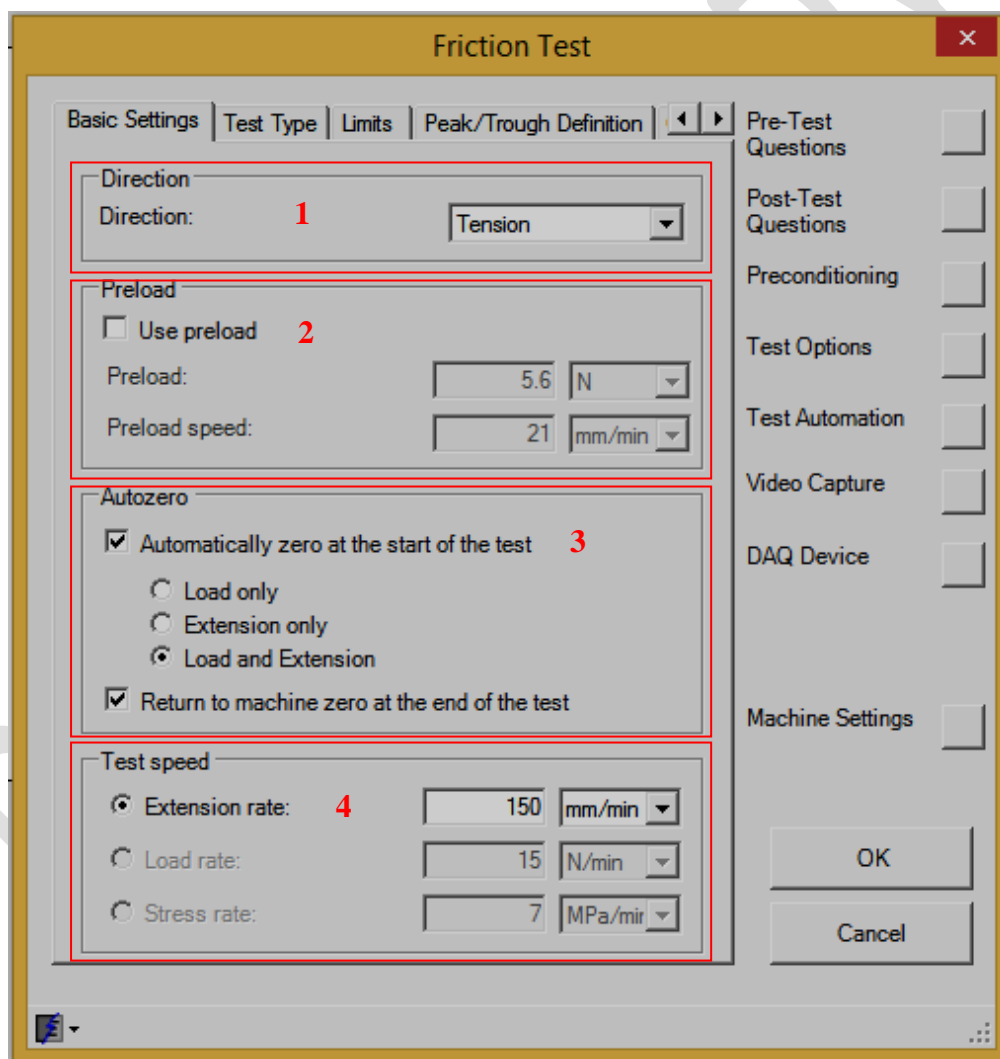 Friction Test
Basic Settings Test Type Limits Peak/Trough Definition
Direction
Direction: 1 Tension
Preload
Use preload 2
Preload: 5.6 N
Preload speed: 21 mm/min
Autozero
Automatically zero at the start of the test 3
Load only
Extension only
Load and Extension
Return to machine zero at the end of the test
Test speed
Extension rate: 4 150 mm/min
Load rate: 15 N/min
Stress rate: 7 MPa/mir
Pre-Test
Questions
Post-Test
Questions
Preconditioning
Test Options
Test Automation
Video Capture
DAQ Device
Machine Settings
OK
Cancel